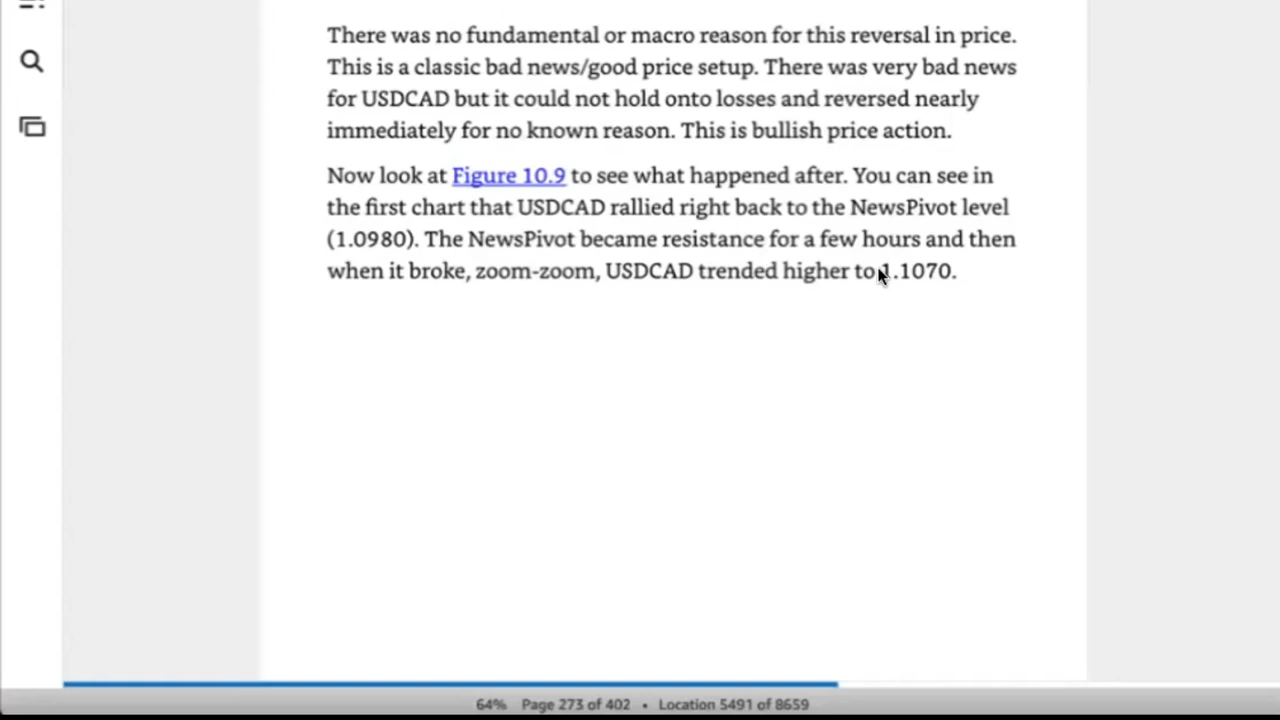 There was no fundamental or macro reason for this reversal in price.
This is a classic bad news/good price setup. There was very bad news
for USDCAD but it could not hold onto losses and reversed nearly
immediately for no known reason. This is bullish price action.
Now look at Figure 10.9 to see what happened after. You can see in
the first chart that USDCAD rallied right back to the NewsPivot level
(1.0980). The NewsPivot became resistance for a few hours and then
when it broke, zoom-zoom, USDCAD trended higher to 1.1070.
64% Page 273 of 402 • Location 5491 of 8659